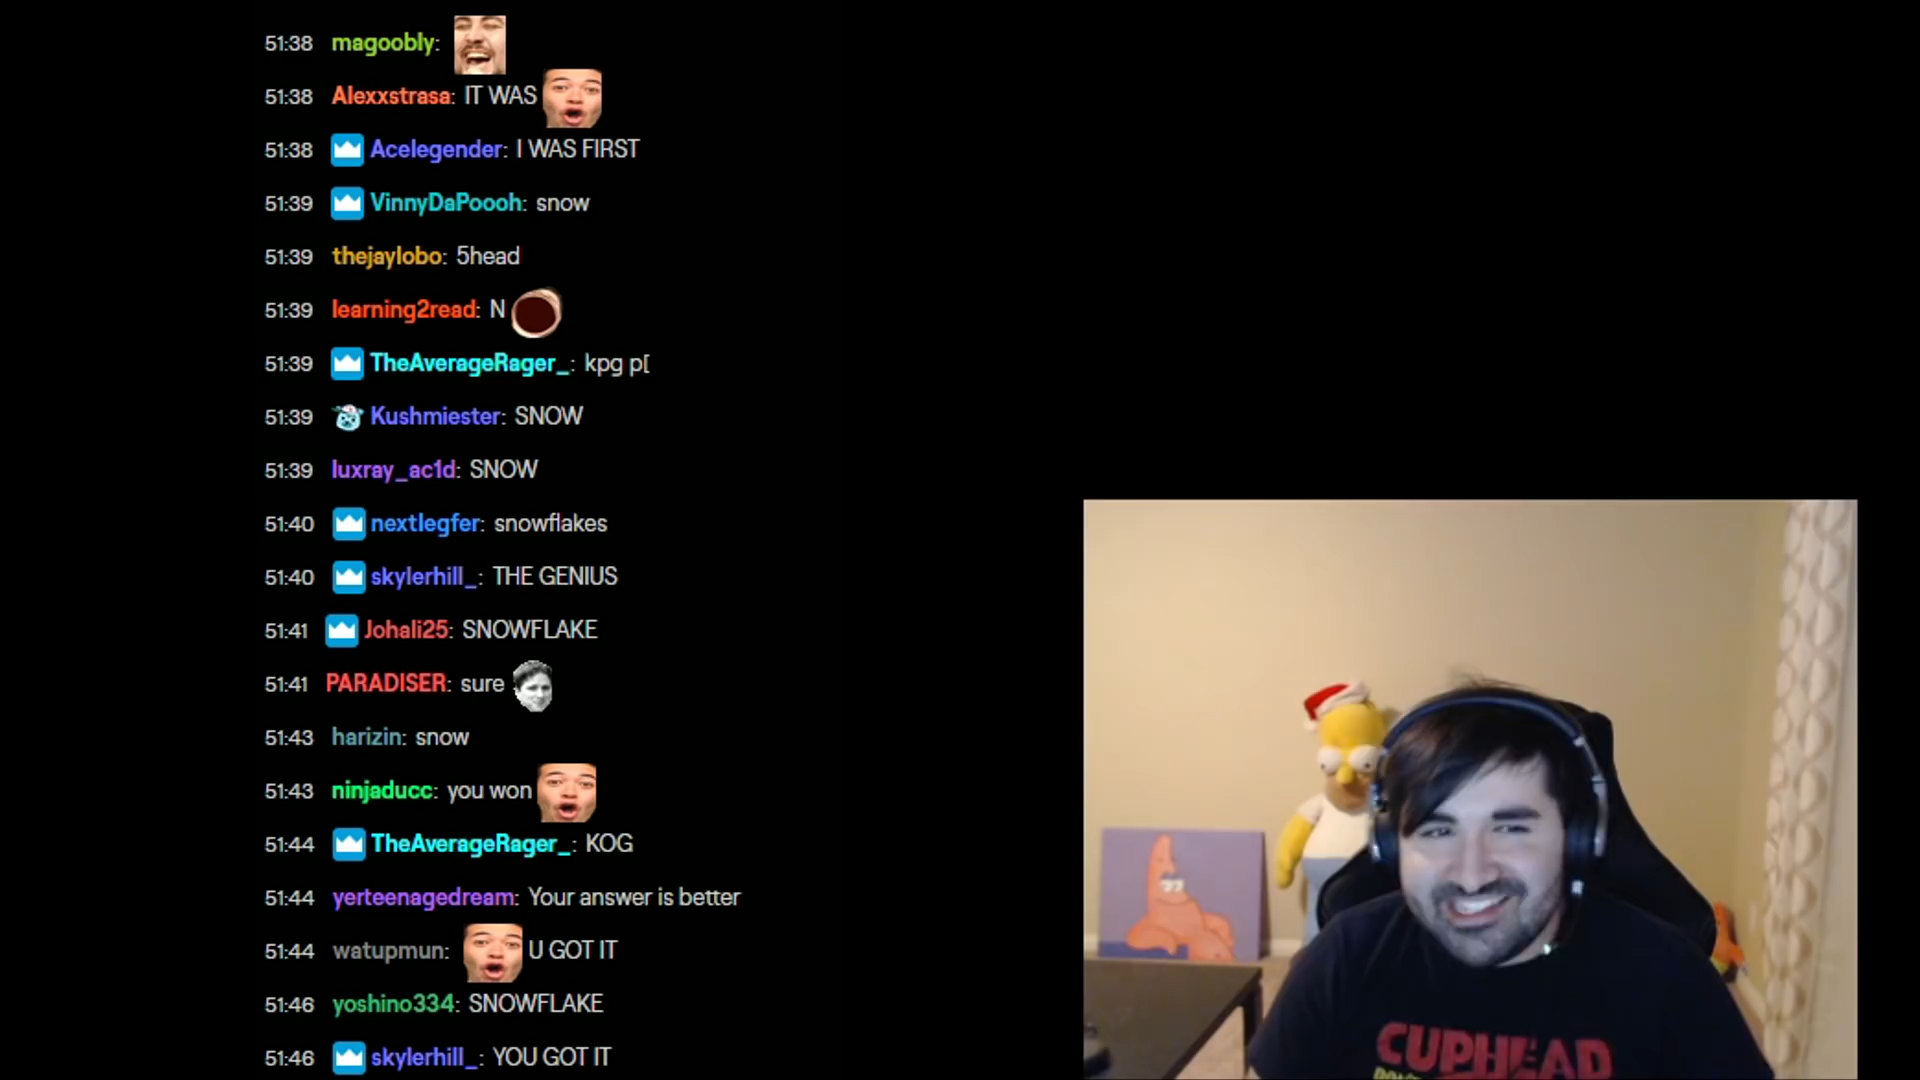 51:38 magoobly:
51:38 Alexxstrasa: IT WAS
51:38 Acelegender: I WAS FIRST
51:39 VinnyDaPoooh: snow
51:39 thejaylobo: 5head
51:39 learning2read: N
51:39 TheAverageRager_: kpg p[
51:39 Kushmiester: SNOW
51:39 luxray_ac1d: SNOW
51:40 nextlegfer: snowflakes
51:40 skylerhill_: THE GENIUS
51:41 Johali25: SNOWFLAKE
51:41 PARADISER: sure
51:43 harizin: snow
51:43 ninjaducc: you won
51:44 TheAverageRager_: KOG
51:44 yerteenagedream: Your answer is better
51:44 watupmun: U GOT IT
51:46 yoshino334: SNOWFLAKE
51:46 skylerhill_: YOU GOT IT
CUPHEAD